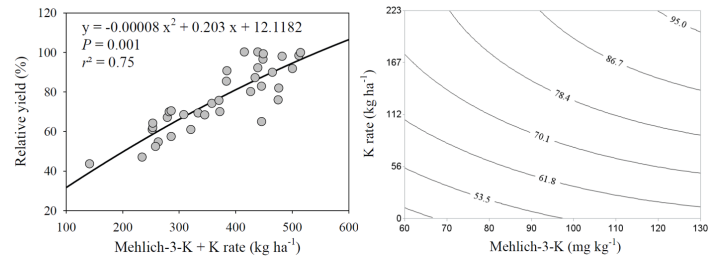 y = -0.00008 x² + 0.203 x + 12.1182
P = 0.001
r² = 0.75
120
100
80
60
40
20
Relative yield (%)
100 200 300 400 500 600
Mehlich-3-K + K rate (kg ha⁻¹)
223
167
112
56
0
K rate (kg ha⁻¹)
95.0
86.7
78.4
70.1
61.8
53.5
60 70 80 90 100 110 120 130
Mehlich-3-K (mg kg⁻¹)